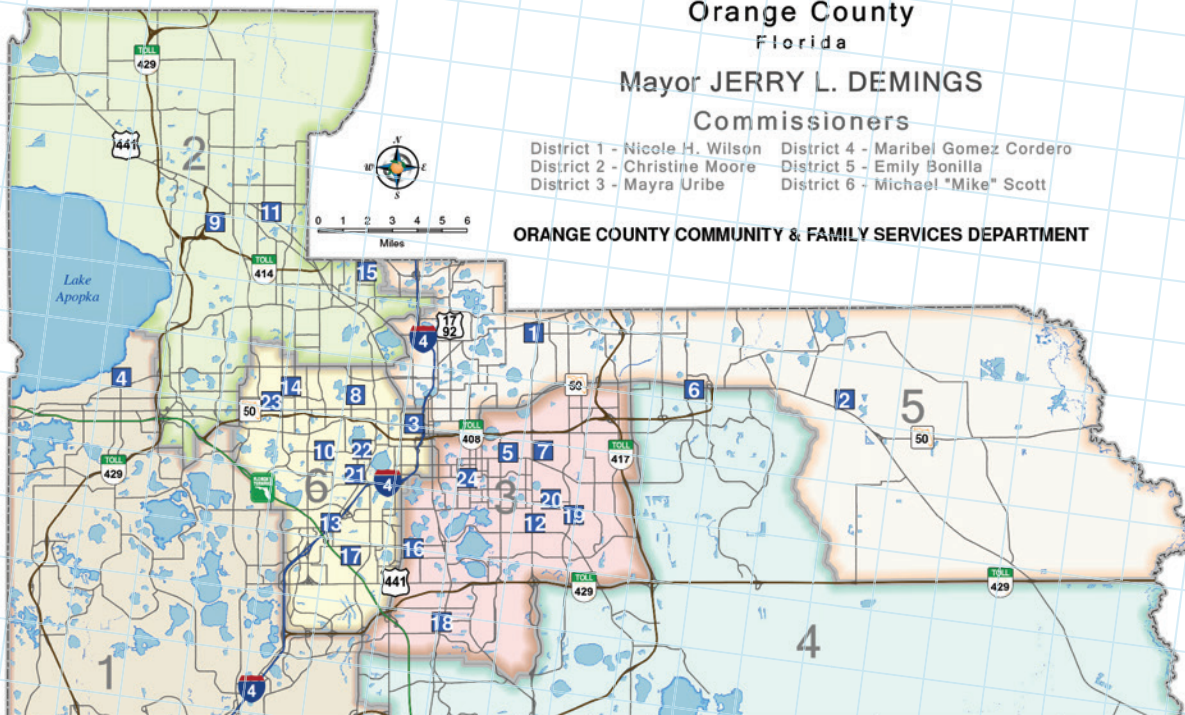 Orange County
Florida
Mayor JERRY L. DEMINGS
Commissioners
District 1 - Nicole H. Wilson District 4 - Maribel Gomez Cordero
District 2 - Christine Moore District 5 - Emily Bonilla
District 3 - Mayra Uribe District 6 - Michael "Mike" Scott
ORANGE COUNTY COMMUNITY & FAMILY SERVICES DEPARTMENT
N
W E
S
0 1 2 3 4 5 6
Miles
TOLL
429
441
2
9
11
TOLL
414
15
Lake
Apopka
17
92
4
1
4
14
23
8
50
3
50
6
2
5
50
TOLL
408
TOLL
417
TOLL
429
10
22
21
6
4
5
7
24
3
20
19
12
13
17
16
441
TOLL
429
TOLL
429
18
4
1
4